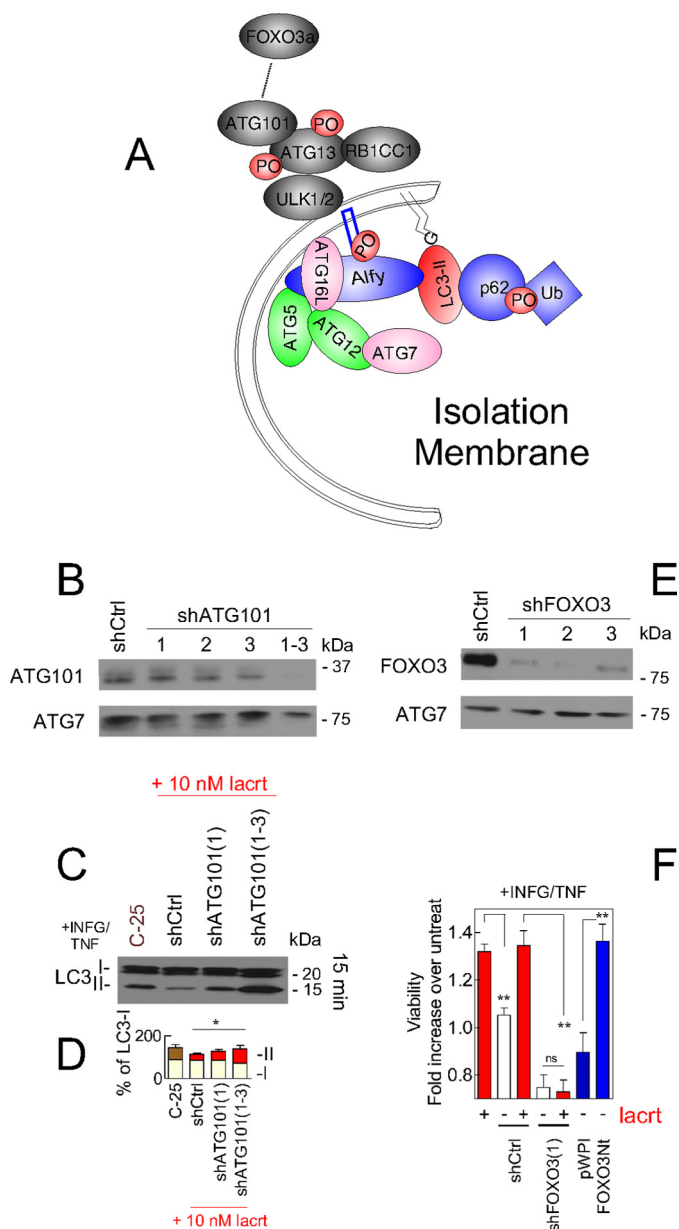 A
FOXO3a
ATG101
PO
ATG13
RB1CC1
PO
ULK1/2
G
PO
ATG16L
Alfy
LC3-II
p62
PO
Ub
ATG5
ATG12
ATG7
Isolation
Membrane
B
shCtrl
shATG101
1 2 3 1-3 kDa
ATG101
- 37
ATG7
- 75
E
shCtrl
shFOXO3
1 2 3 kDa
FOXO3
- 75
ATG7
- 75
C
+ 10 nM lacrt
+INFG/
TNF
C-25
shCtrl
shATG101(1)
shATG101(1-3)
kDa
LC3
I-
II-
- 20
- 15
15 min
D
% of LC3-I
200
0
*
-II
-I
C-25
shCtrl
shATG101(1)
shATG101(1-3)
+ 10 nM lacrt
F
+INFG/TNF
Viability
Fold increase over untreat
1.4
1.2
1.0
0.8
**
**
ns
**
+ - + - + - - lacrt
shCtrl
shFOXO3(1)
pWPI
FOXO3Nt